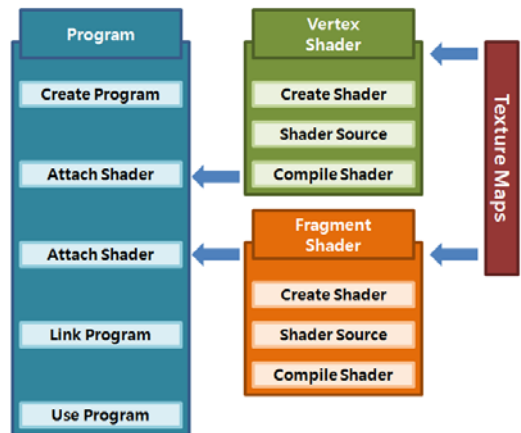 Program
Create Program
Attach Shader
Attach Shader
Link Program
Use Program
Vertex
Shader
Create Shader
Shader Source
Compile Shader
Fragment
Shader
Create Shader
Shader Source
Compile Shader
Texture Maps